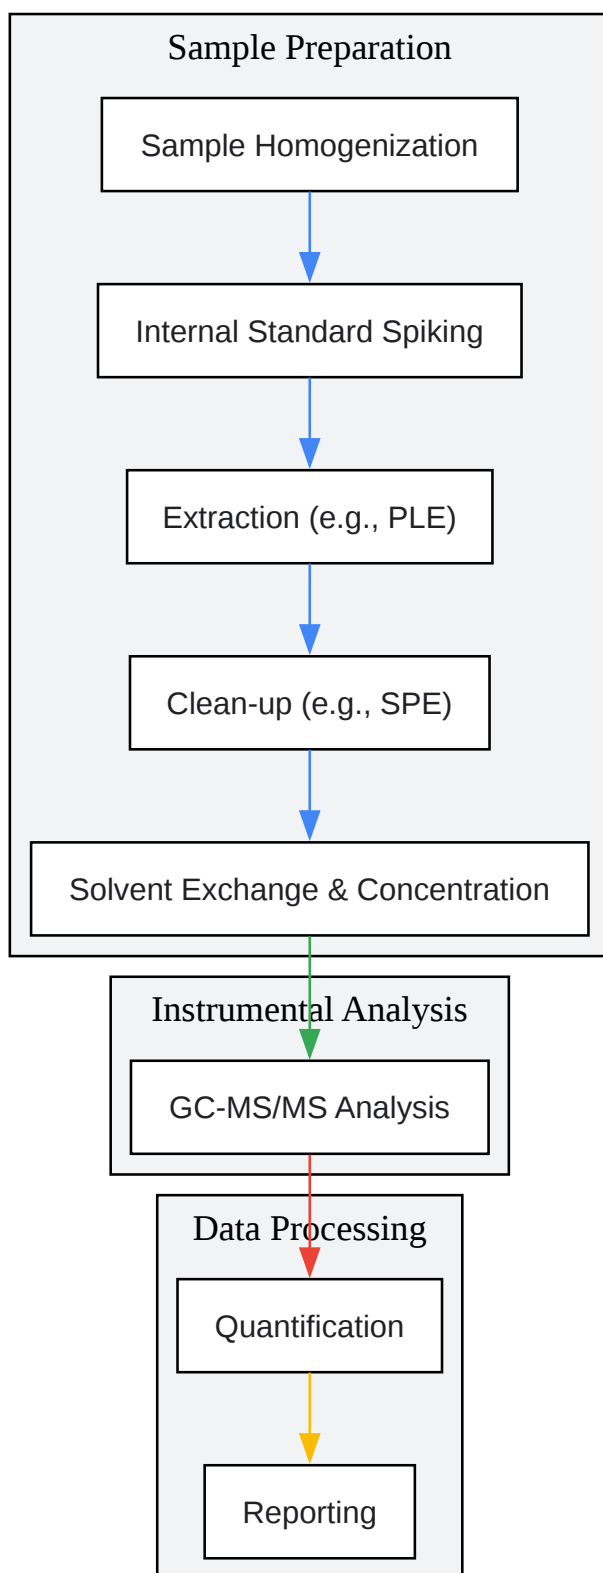 Sample Preparation
Sample Homogenization
Internal Standard Spiking
Extraction (e.g., PLE)
Clean-up (e.g., SPE)
Solvent Exchange & Concentration
Instrumental Analysis
GC-MS/MS Analysis
Data Processing
Quantification
Reporting